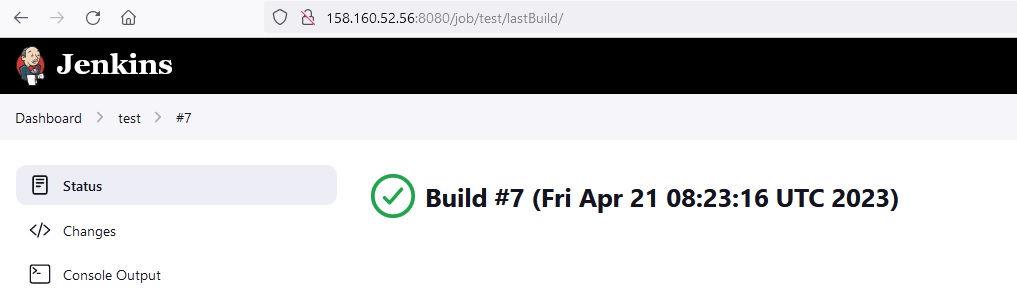 158.160.52.56:8080/job/test/lastBuild/
Jenkins
Dashboard > test > #7
Status
Build #7 (Fri Apr 21 08:23:16 UTC 2023)
Changes
Console Output